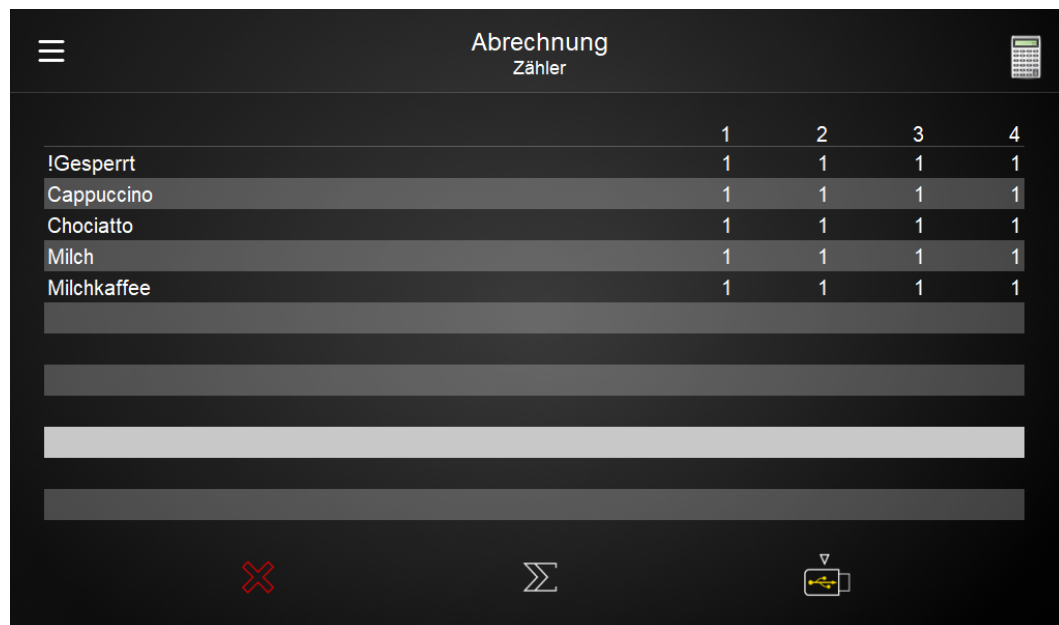 Abrechnung
Zähler
1 2 3 4
!Gesperrt 1 1 1 1
Cappuccino 1 1 1 1
Chociatto 1 1 1 1
Milch 1 1 1 1
Milchkaffee 1 1 1 1